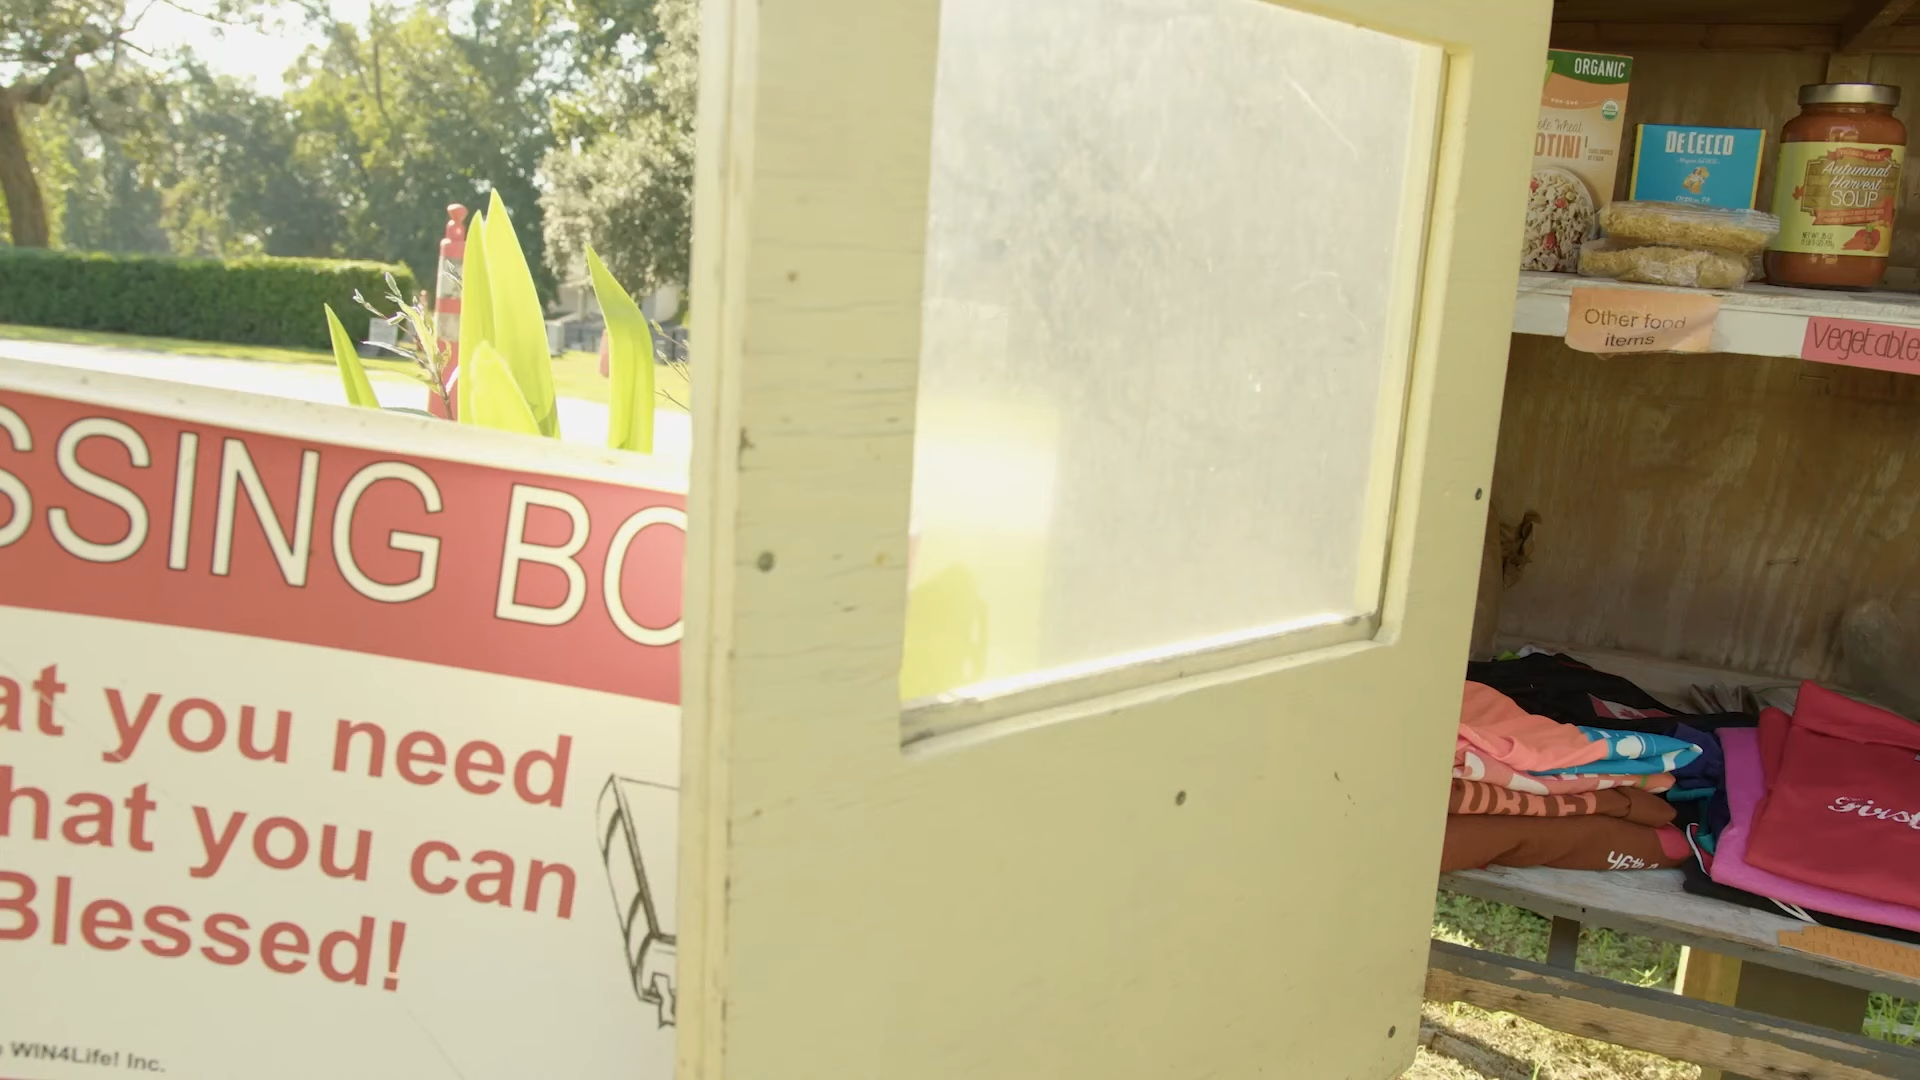 SSING BO
at you need
hat you can
Blessed!
WIN4Life! Inc.
ORGANIC
OTINI
DE CECCO
Autumnal
Harvest
SOUP
Other food
items
Vegetable
First